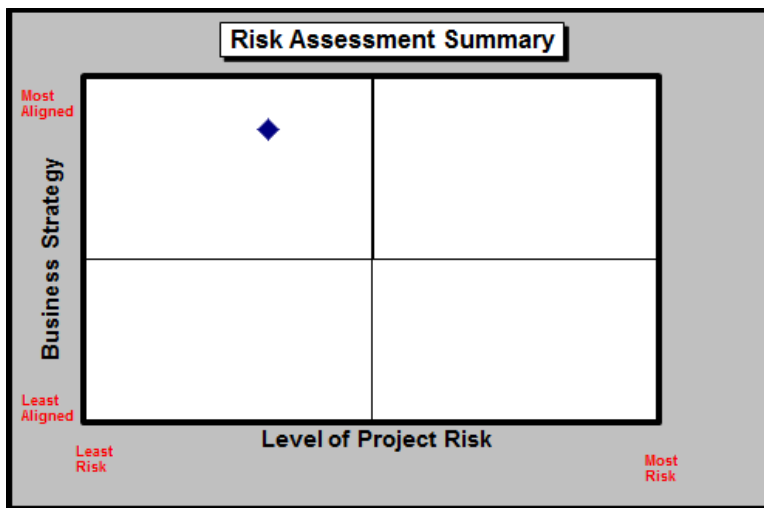 Risk Assessment Summary
Most
Aligned
Business Strategy
Least
Aligned
Level of Project Risk
Least
Risk
Most
Risk